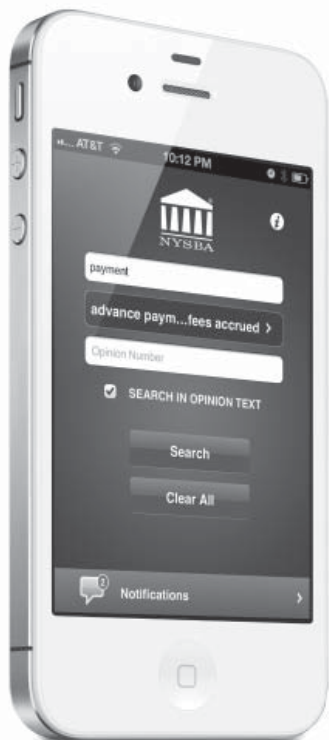 AT&T 10:12 PM
NYSBA
payment
advance paym...fees accrued >
Opinion Number
SEARCH IN OPINION TEXT
Search
Clear All
2
Notifications >